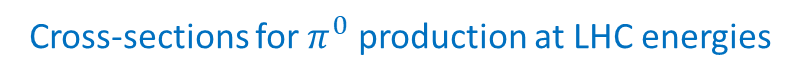 Cross-sections for π⁰ production at LHC energies